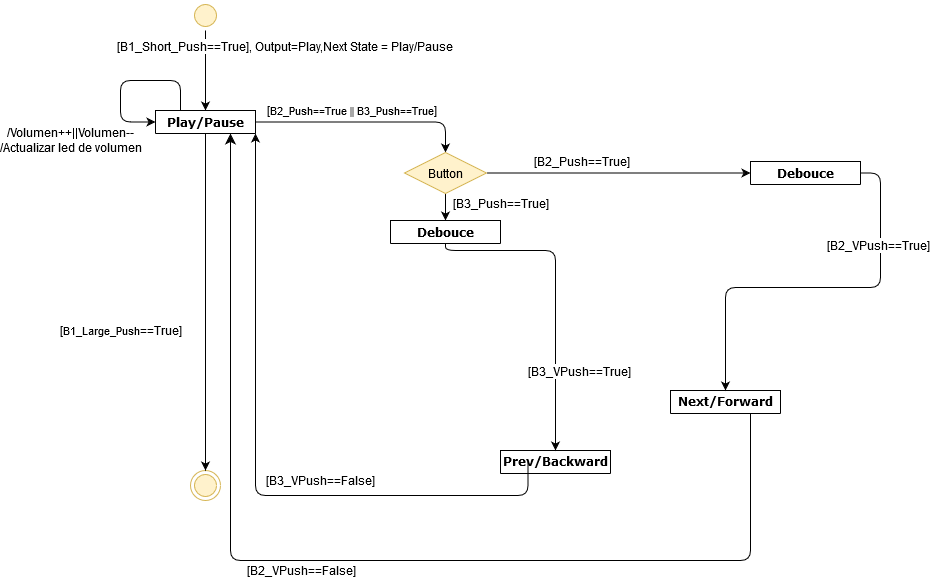 [B1_Short_Push==True], Output=Play,Next State = Play/Pause
[B2_Push==True || B3_Push==True]
Play/Pause
/Volumen++||Volumen--
/Actualizar led de volumen
[B2_Push==True]
Button
Debouce
[B3_Push==True]
Debouce
[B2_VPush==True]
[B1_Large_Push==True]
[B3_VPush==True]
Next/Forward
Prev/Backward
[B3_VPush==False]
[B2_VPush==False]